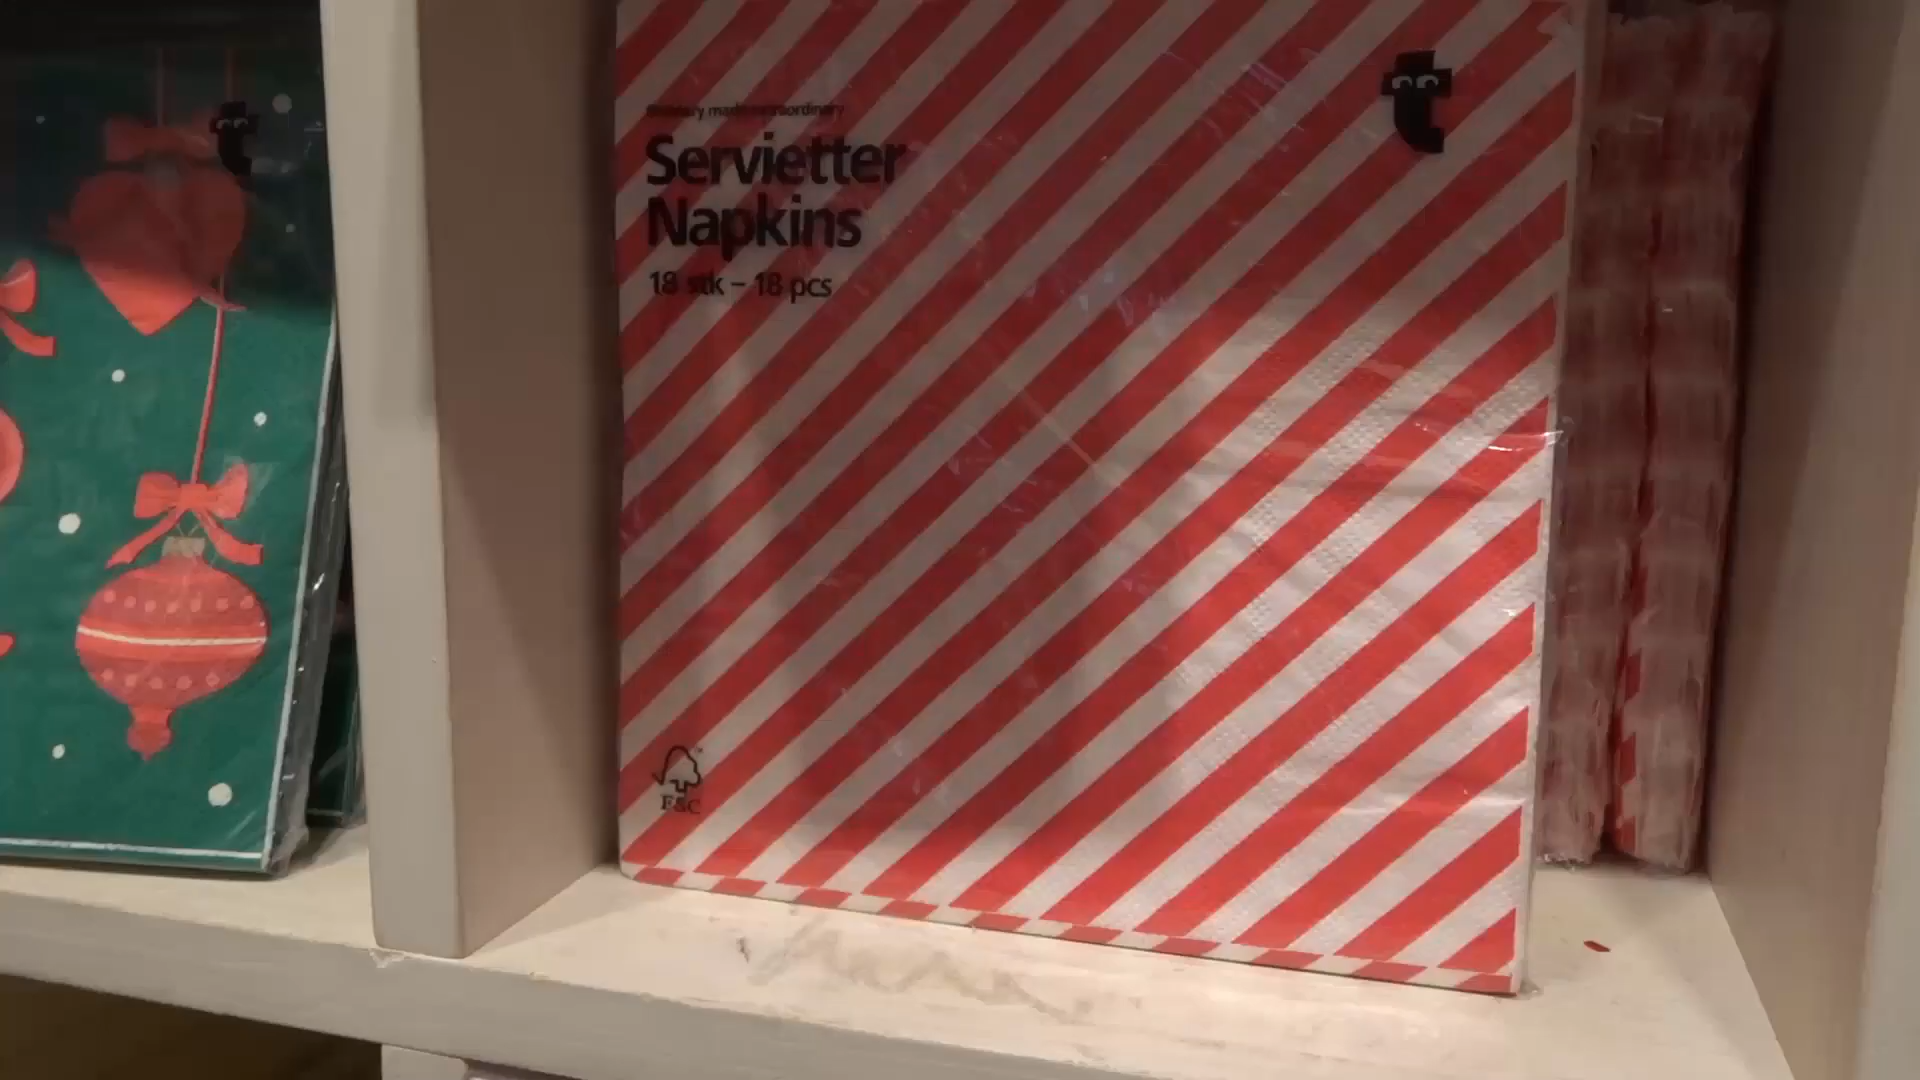 Servietter
Napkins
18 stk – 18 pcs
FSC